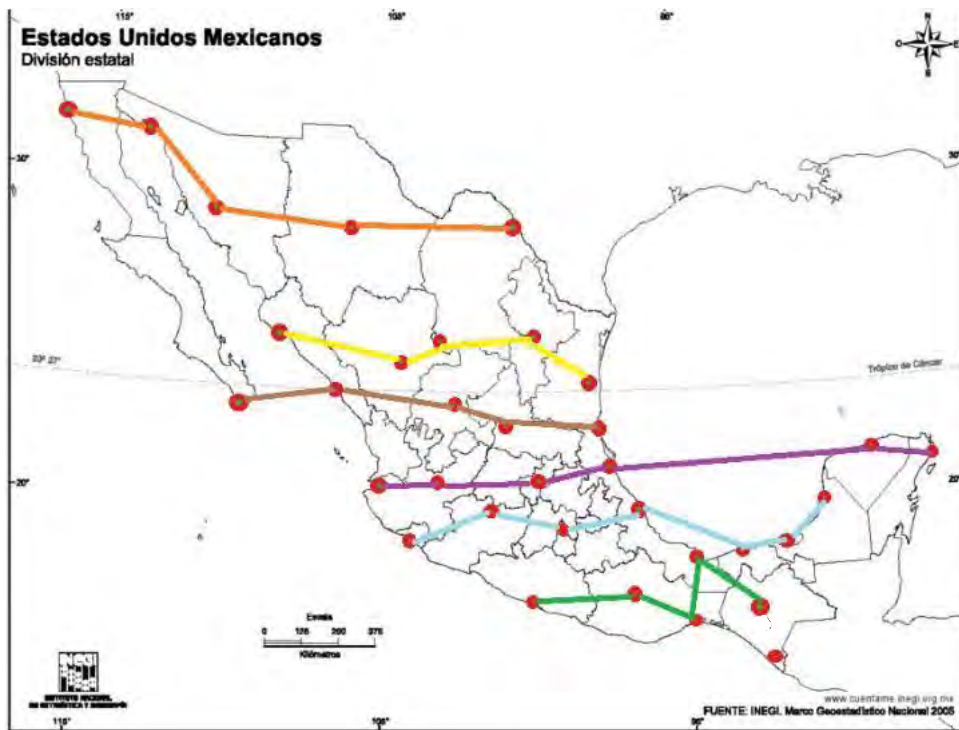 115° 105° 95°
Estados Unidos Mexicanos
División estatal
N
O E
S
30° 30°
23° 27'
Trópico de Cáncer
20° 20°
Escala
0 125 250 375
Kilómetros
INEGI
INSTITUTO NACIONAL
DE ESTADÍSTICA Y GEOGRAFÍA
www.cuentame.inegi.org.mx
FUENTE: INEGI. Marco Geoestadístico Nacional 2005
115° 105° 95°